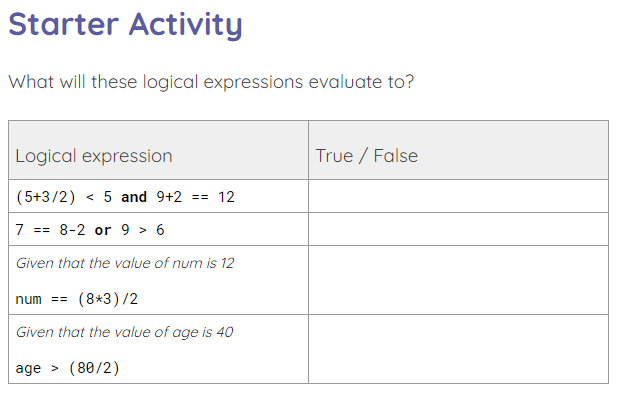 Starter Activity
What will these logical expressions evaluate to?
Logical expression
True / False
(5+3/2) < 5 and 9+2 == 12
7 == 8-2 or 9 > 6
Given that the value of num is 12
num == (8*3)/2
Given that the value of age is 40
age > (80/2)